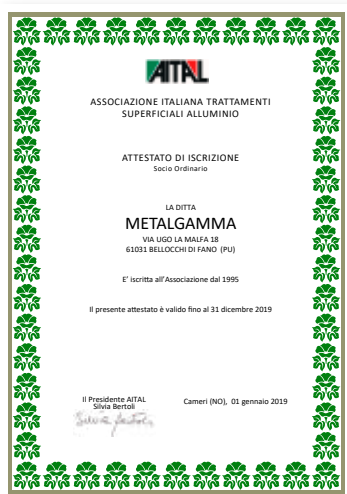 AITAL
ASSOCIAZIONE ITALIANA TRATTAMENTI
SUPERFICIALI ALLUMINIO
ATTESTATO DI ISCRIZIONE
Socio Ordinario
LA DITTA
METALGAMMA
VIA UGO LA MALFA 18
61031 BELLOCCHI DI FANO (PU)
E' iscritta all'Associazione dal 1995
Il presente attestato è valido fino al 31 dicembre 2019
Il Presidente AITAL
Silvia Bertoli
Cameri (NO), 01 gennaio 2019
Silvia Bertoli